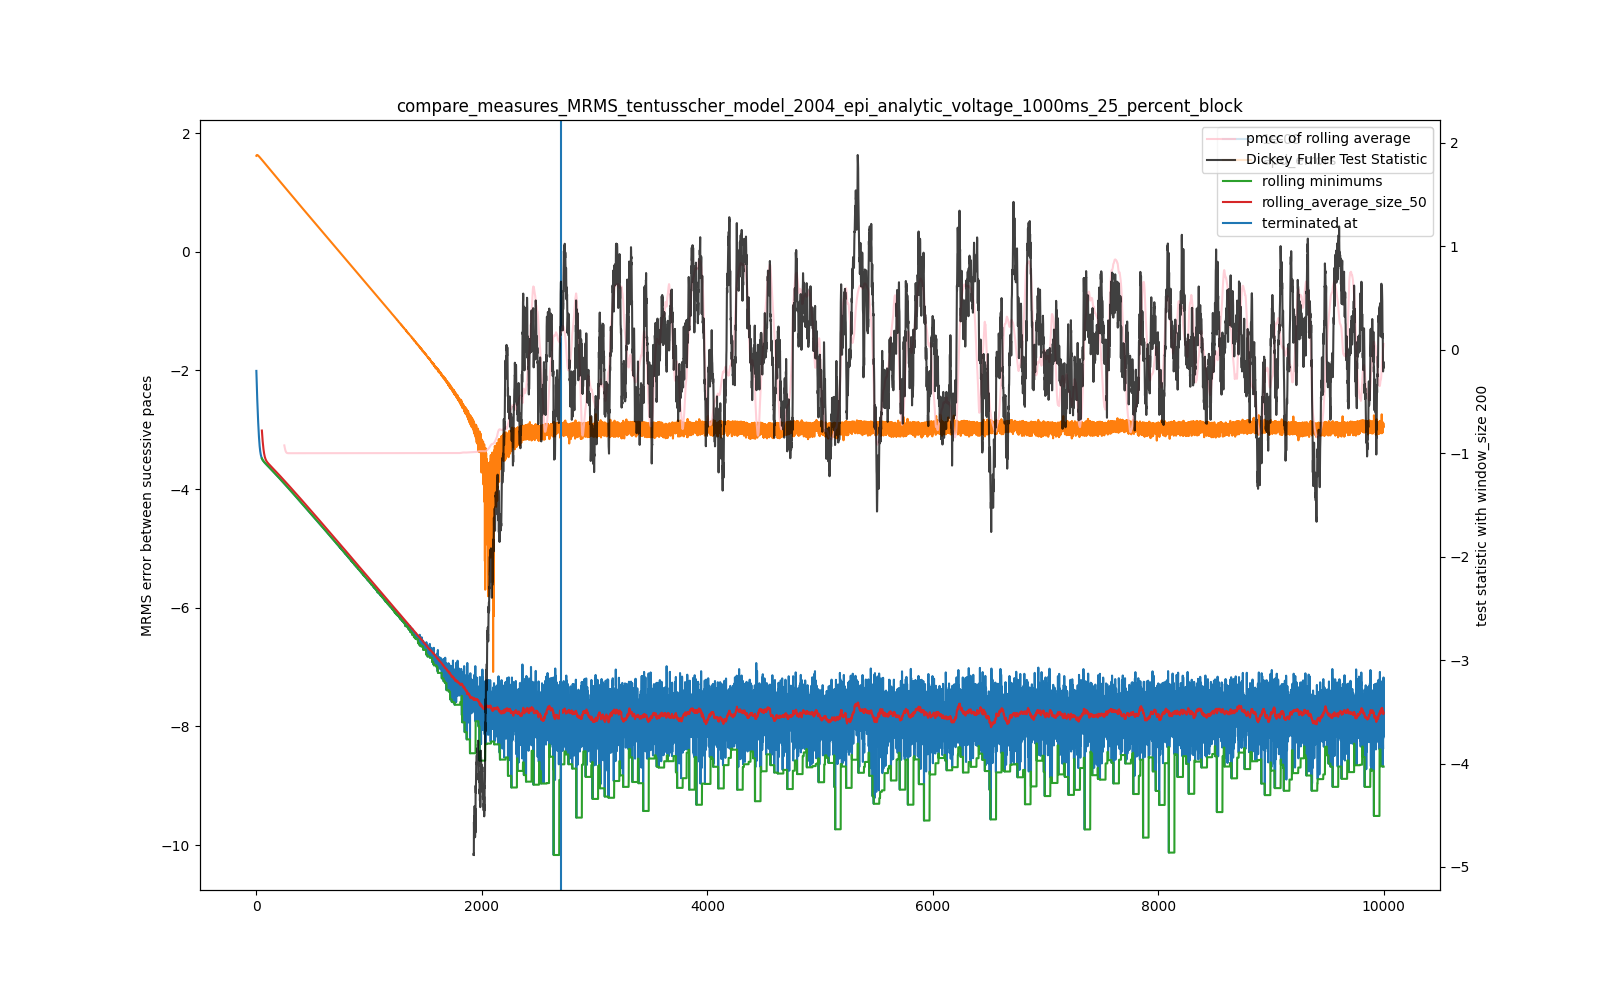 compare_measures_MRMS_tentusscher_model_2004_epi_analytic_voltage_1000ms_25_percent_block
pmcc of rolling average
Dickey Fuller Test Statistic
rolling minimums
rolling_average_size_50
terminated at
2
0
−2
−4
−6
−8
−10
MRMS error between sucessive paces
2
1
0
−1
−2
−3
−4
−5
test statistic with window_size 200
0
2000
4000
6000
8000
10000